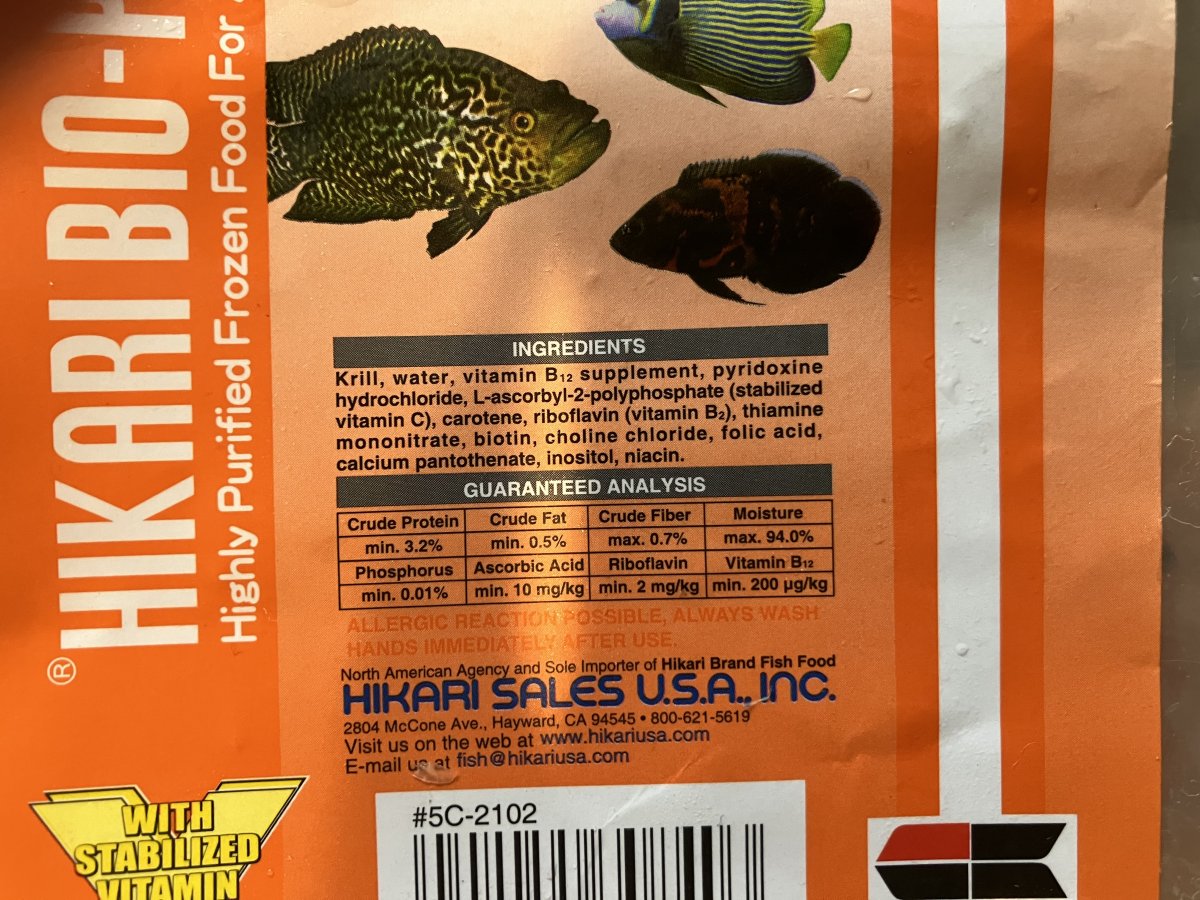 HIKARI BIO-
®
Highly Purified Frozen Food For
INGREDIENTS
Krill, water, vitamin B₁₂ supplement, pyridoxine
hydrochloride, L-ascorbyl-2-polyphosphate (stabilized
vitamin C), carotene, riboflavin (vitamin B₂), thiamine
mononitrate, biotin, choline chloride, folic acid,
calcium pantothenate, inositol, niacin.
GUARANTEED ANALYSIS
Crude Protein Crude Fat Crude Fiber Moisture
min. 3.2% min. 0.5% max. 0.7% max. 94.0%
Phosphorus Ascorbic Acid Riboflavin Vitamin B₁₂
min. 0.01% min. 10 mg/kg min. 2 mg/kg min. 200 µg/kg
ALLERGIC REACTION POSSIBLE, ALWAYS WASH
HANDS IMMEDIATELY AFTER USE.
North American Agency and Sole Importer of Hikari Brand Fish Food
HIKARI SALES U.S.A., INC.
2804 McCone Ave., Hayward, CA 94545 • 800-621-5619
Visit us on the web at www.hikariusa.com
E-mail us at fish@hikariusa.com
#5C-2102
WITH
STABILIZED
VITAMIN